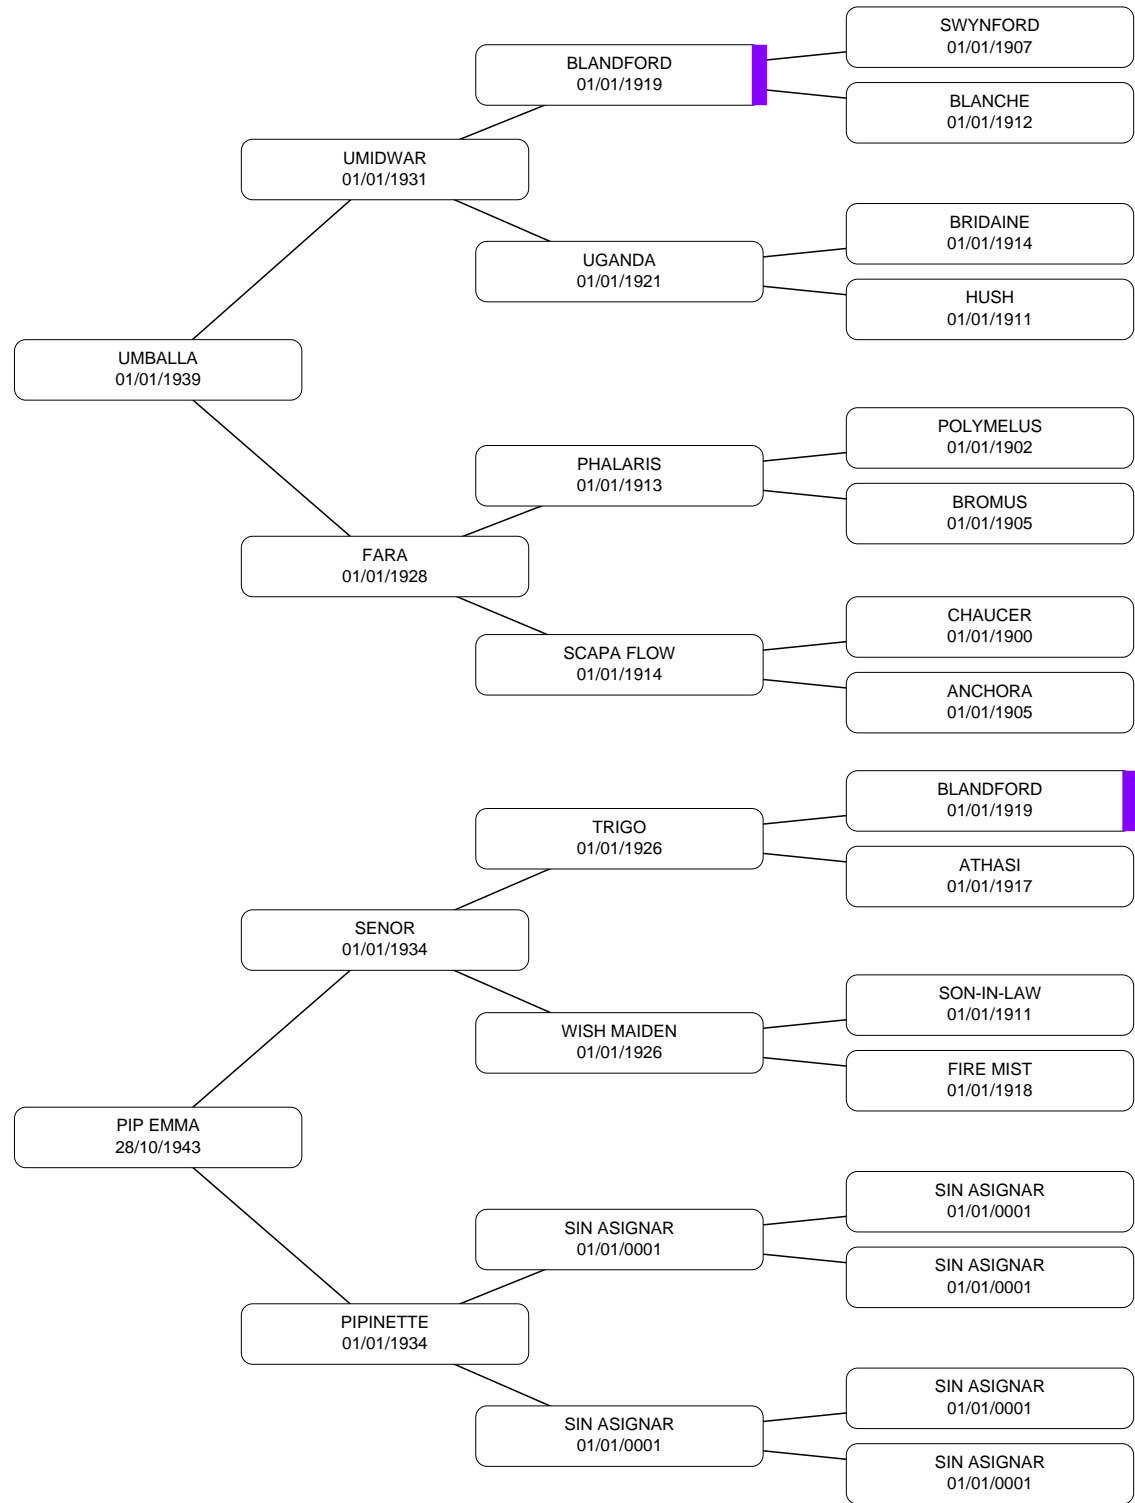 SWYNFORD
01/01/1907
BLANDFORD
01/01/1919
BLANCHE
01/01/1912
UMIDWAR
01/01/1931
BRIDAINE
01/01/1914
UGANDA
01/01/1921
HUSH
01/01/1911
UMBALLA
01/01/1939
POLYMELUS
01/01/1902
PHALARIS
01/01/1913
BROMUS
01/01/1905
FARA
01/01/1928
CHAUCER
01/01/1900
SCAPA FLOW
01/01/1914
ANCHORA
01/01/1905
BLANDFORD
01/01/1919
TRIGO
01/01/1926
ATHASI
01/01/1917
SENOR
01/01/1934
SON-IN-LAW
01/01/1911
WISH MAIDEN
01/01/1926
FIRE MIST
01/01/1918
PIP EMMA
28/10/1943
SIN ASIGNAR
01/01/0001
SIN ASIGNAR
01/01/0001
SIN ASIGNAR
01/01/0001
PIPINETTE
01/01/1934
SIN ASIGNAR
01/01/0001
SIN ASIGNAR
01/01/0001
SIN ASIGNAR
01/01/0001